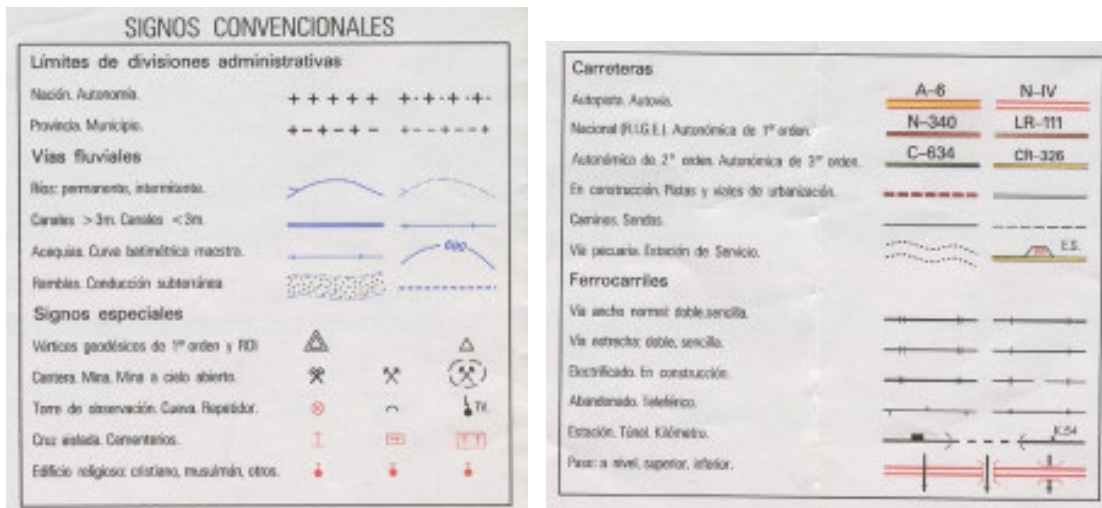 SIGNOS CONVENCIONALES
Límites de divisiones administrativas
Nación. Autonomía.
Provincia. Municipio.
Vías fluviales
Ríos: permanente, intermitente.
Canales >3m. Canales <3m.
Acequias. Curva batimétrica maestra.
600
Ramblas. Conducción subterránea
Signos especiales
Vértices geodésicos de 1er orden y ROI
Cantera. Mina. Mina a cielo abierto.
Torre de observación. Cueva. Repetidor.
TV.
Cruz aislada. Cementerios.
Edificio religioso: cristiano, musulmán, otros.
Carreteras
Autopista. Autovía.
A-6
N-IV
Nacional (R.I.G.E.). Autonómica de 1er orden.
N-340
LR-111
Autonómica de 2º orden. Autonómica de 3er orden.
C-634
CR-326
En construcción. Pistas y viales de urbanización.
Caminos. Sendas.
Vía pecuaria. Estación de Servicio.
E.S.
Ferrocarriles
Vía ancho normal: doble, sencilla.
Vía estrecha: doble, sencilla.
Electrificado. En construcción.
Abandonado. Teleférico.
Estación. Túnel. Kilómetro.
K.54
Paso: a nivel, superior, inferior.